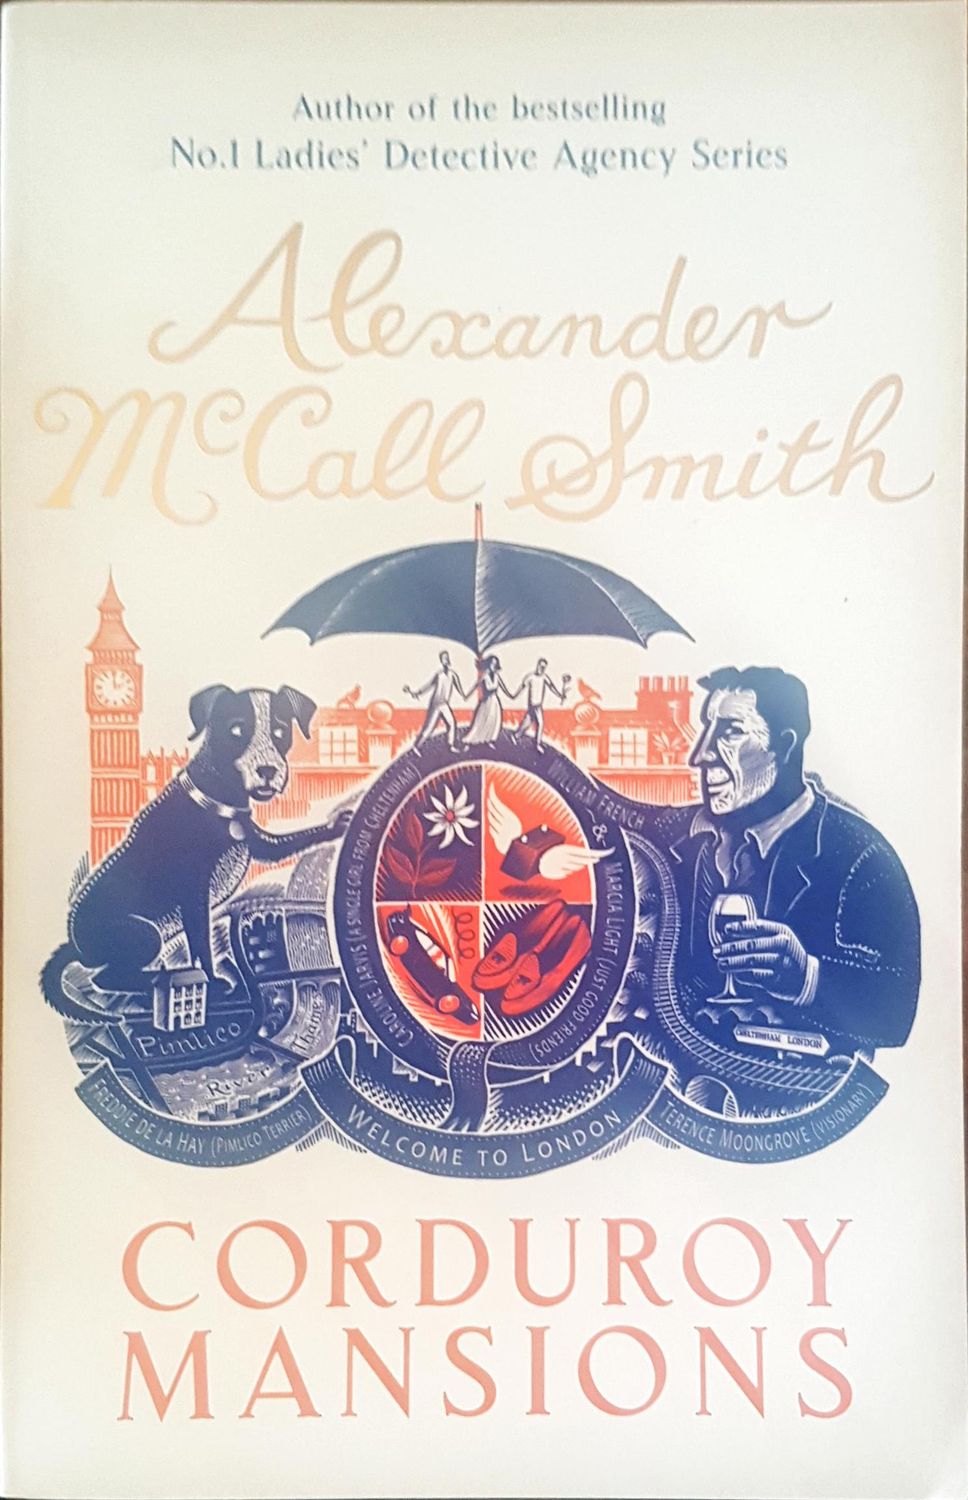 Author of the bestselling
No.1 Ladies' Detective Agency Series
Alexander
McCall Smith
CAROLINE JARVIS (A SINGLE GIRL FROM CHELTENHAM)
WILLIAM FRENCH
&
MARCIA LIGHT (JUST GOOD FRIENDS)
Pimlico
River
Thames
CHELTENHAM LONDON
FREDDIE DE LA HAY (PIMLICO TERRIER)
WELCOME TO LONDON
TERENCE MOONGROVE (VISIONARY)
CORDUROY
MANSIONS